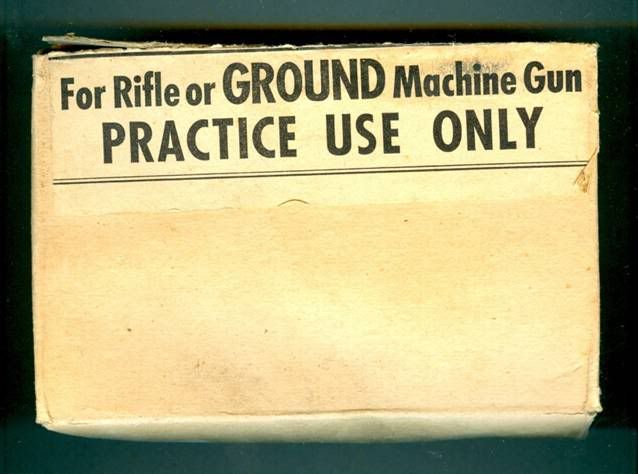 For Rifle or GROUND Machine Gun
PRACTICE USE ONLY